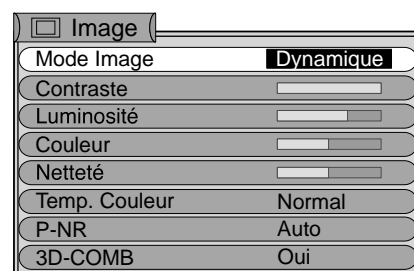 Image
Mode Image Dynamique
Contraste
Luminosité
Couleur
Netteté
Temp. Couleur Normal
P-NR Auto
3D-COMB Oui